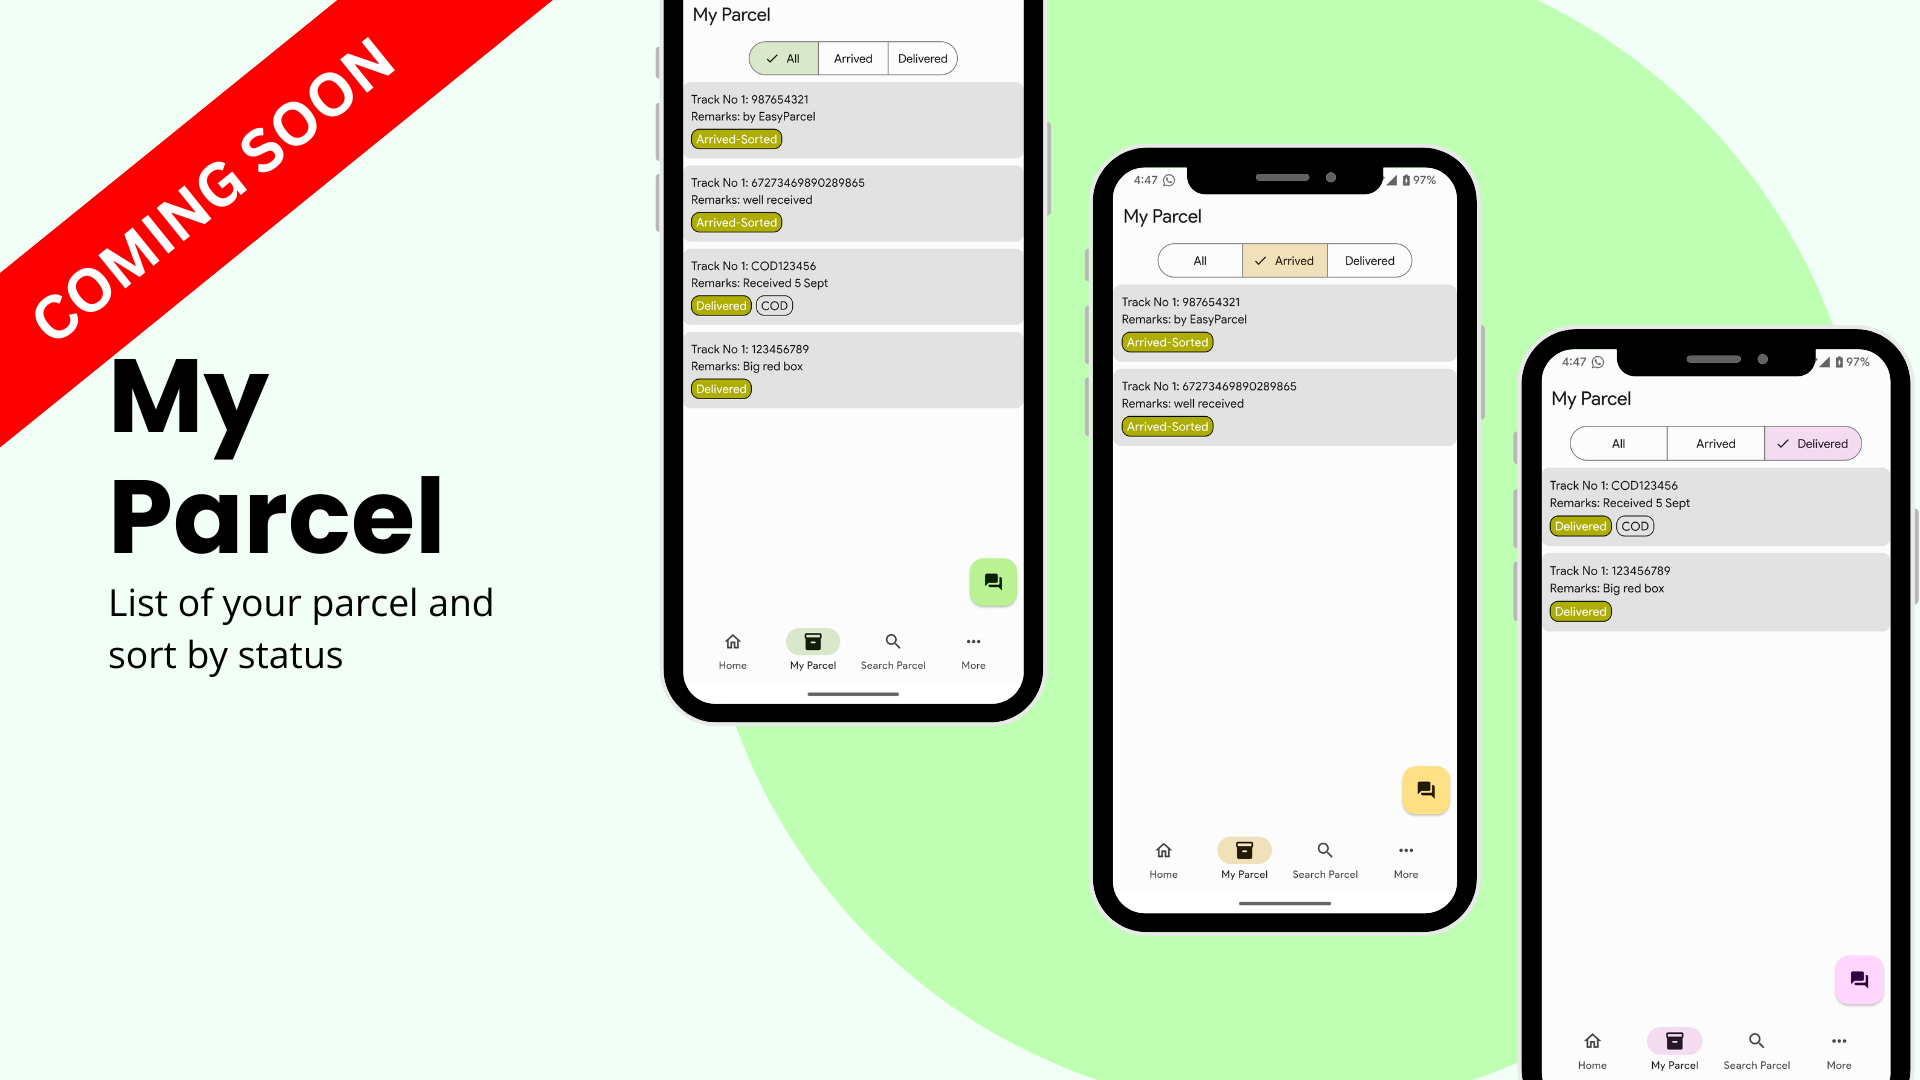 COMING SOON
My
Parcel
List of your parcel and
sort by status
My Parcel
All
Arrived
Delivered
Track No 1: 987654321
Remarks: by EasyParcel
Arrived-Sorted
Track No 1: 67273469890289865
Remarks: well received
Arrived-Sorted
Track No 1: COD123456
Remarks: Received 5 Sept
Delivered COD
Track No 1: 123456789
Remarks: Big red box
Delivered
Home
My Parcel
Search Parcel
More
4:47
97%
My Parcel
All
Arrived
Delivered
Track No 1: 987654321
Remarks: by EasyParcel
Arrived-Sorted
Track No 1: 67273469890289865
Remarks: well received
Arrived-Sorted
Home
My Parcel
Search Parcel
More
4:47
97%
My Parcel
All
Arrived
Delivered
Track No 1: COD123456
Remarks: Received 5 Sept
Delivered COD
Track No 1: 123456789
Remarks: Big red box
Delivered
Home
My Parcel
Search Parcel
More